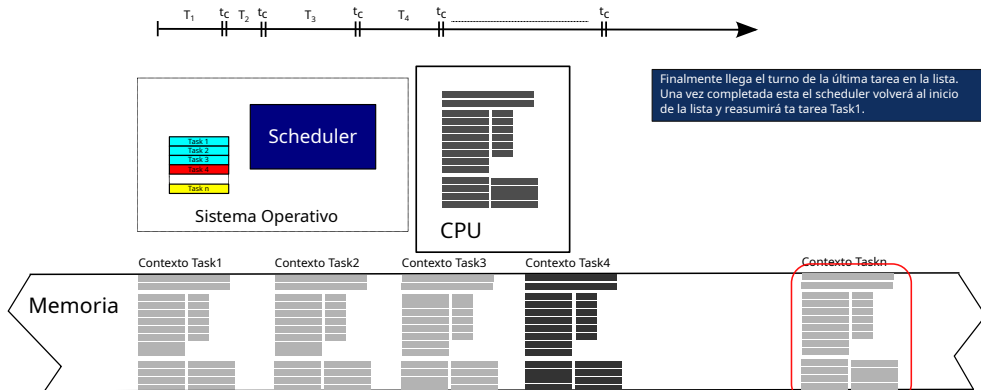 T1 tc T2 tc T3 tc T4 tc tc
Finalmente llega el turno de la última tarea en la lista.
Una vez completada esta el scheduler volverá al inicio
de la lista y reasumirá ta tarea Task1.
Scheduler
Task 1
Task 2
Task 3
Task 4
Task n
Sistema Operativo
CPU
Contexto Task1 Contexto Task2 Contexto Task3 Contexto Task4 Contexto Taskn
Memoria